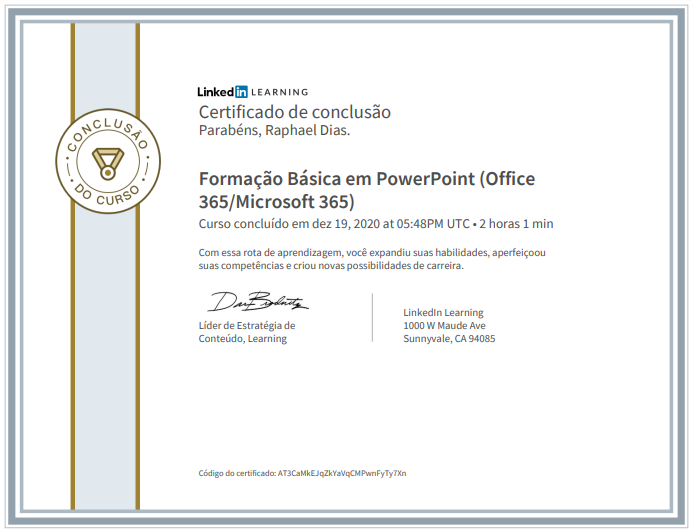 CONCLUSÃO
DO CURSO
Linkedin LEARNING
Certificado de conclusão
Parabéns, Raphael Dias.
Formação Básica em PowerPoint (Office
365/Microsoft 365)
Curso concluído em dez 19, 2020 at 05:48PM UTC • 2 horas 1 min
Com essa rota de aprendizagem, você expandiu suas habilidades, aperfeiçoou
suas competências e criou novas possibilidades de carreira.
Líder de Estratégia de
Conteúdo, Learning
LinkedIn Learning
1000 W Maude Ave
Sunnyvale, CA 94085
Código do certificado: AT3CaMkEJqZkYaVqCMPwnFyTy7Xn